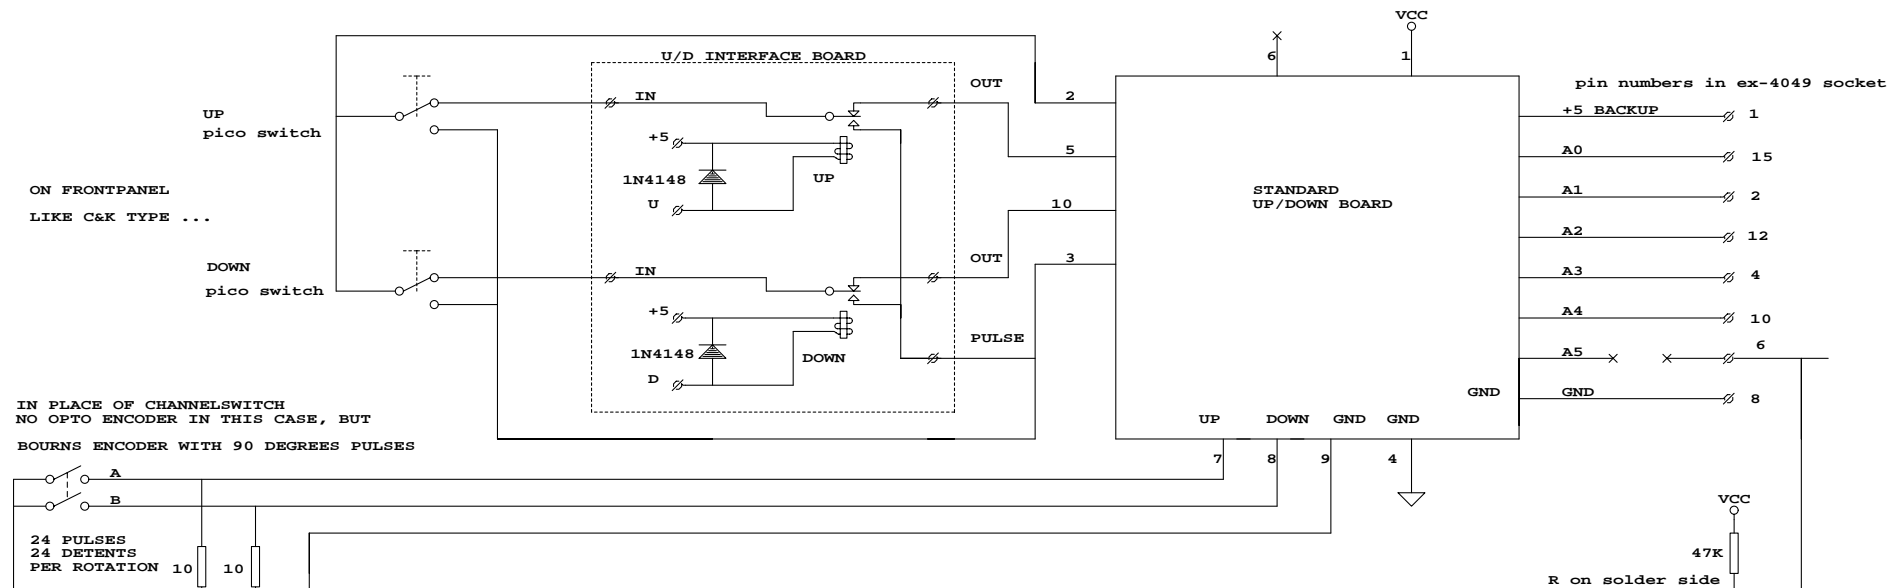 VCC
U/D INTERFACE BOARD
6
1
pin numbers in ex-4049 socket
OUT
IN
2
UP
pico switch
+5 BACKUP
1
+5
5
A0
15
1N4148
UP
ON FRONTPANEL
STANDARD
UP/DOWN BOARD
A1
2
U
10
LIKE C&K TYPE ...
A2
12
OUT
3
DOWN
pico switch
IN
A3
4
+5
A4
10
PULSE
1N4148
DOWN
A5
6
D
GND
GND
8
IN PLACE OF CHANNELSWITCH
NO OPTO ENCODER IN THIS CASE, BUT
BOURNS ENCODER WITH 90 DEGREES PULSES
UP
DOWN
GND
GND
7
8
9
4
A
B
VCC
24 PULSES
24 DETENTS
PER ROTATION
10
10
47K
R on solder side